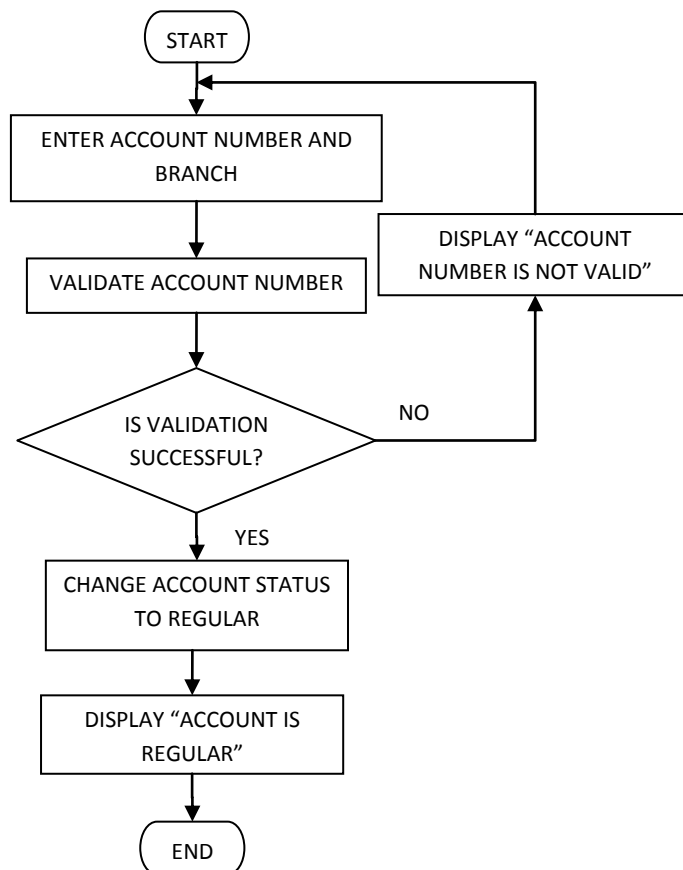 START
ENTER ACCOUNT NUMBER AND
BRANCH
VALIDATE ACCOUNT NUMBER
DISPLAY “ACCOUNT
NUMBER IS NOT VALID”
IS VALIDATION
SUCCESSFUL?
NO
YES
CHANGE ACCOUNT STATUS
TO REGULAR
DISPLAY “ACCOUNT IS
REGULAR”
END